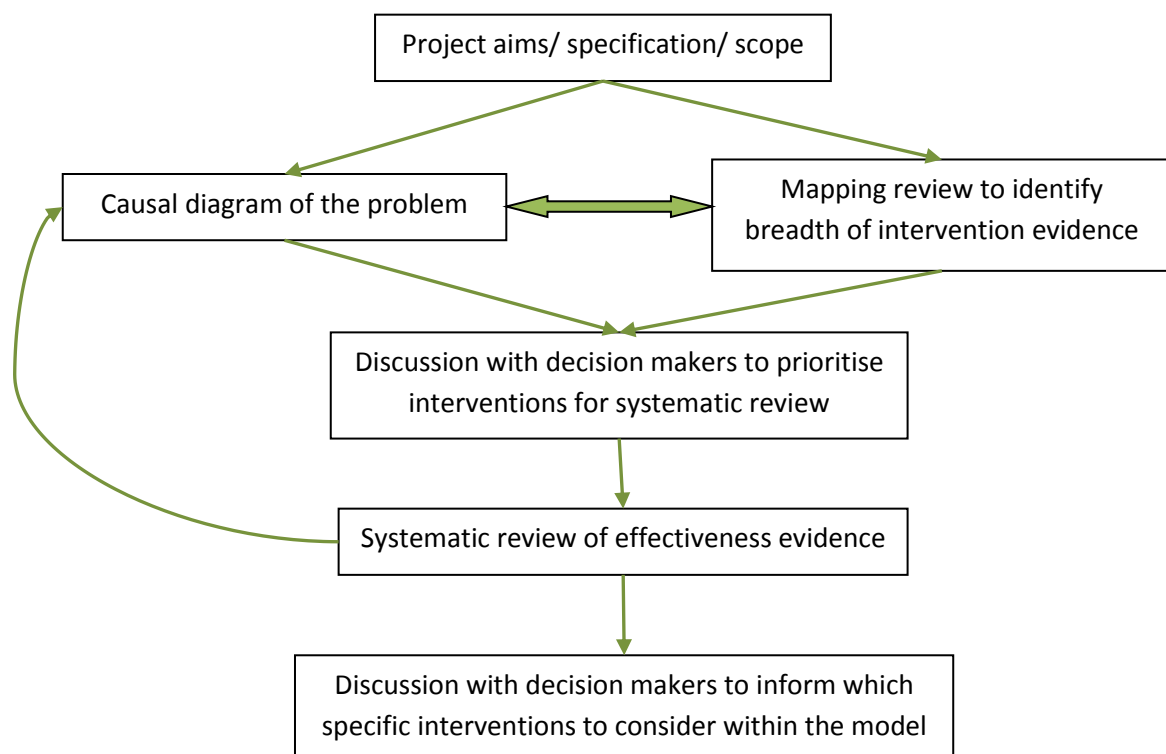 Project aims/ specification/ scope
Causal diagram of the problem
Mapping review to identify
breadth of intervention evidence
Discussion with decision makers to prioritise
interventions for systematic review
Systematic review of effectiveness evidence
Discussion with decision makers to inform which
specific interventions to consider within the model